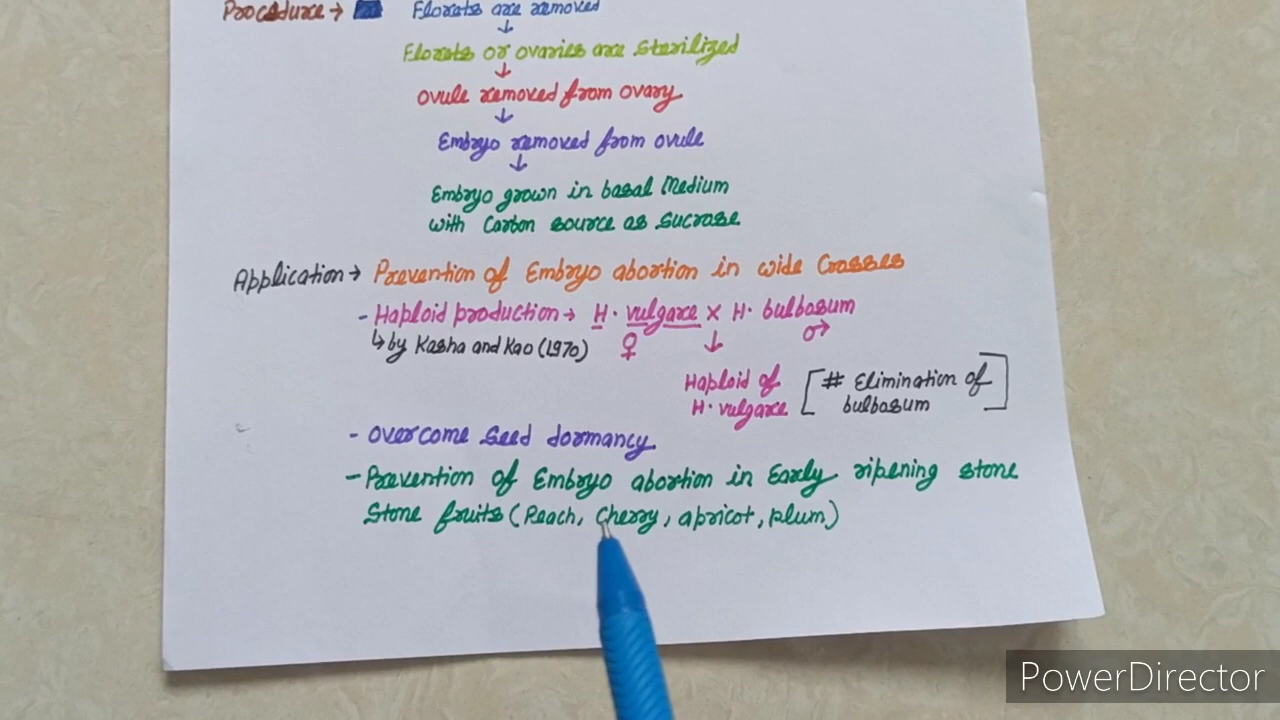 Procedure → Florets are removed
↓
Florets or ovaries are sterilized
↓
Ovule removed from ovary
↓
Embryo removed from ovule
↓
Embryo grown in basal Medium
with Carbon source as sucrose
Application → Prevention of Embryo abortion in wide Crosses
- Haploid production → H. vulgare × H. bulbosum
↳ by Kasha and Kao (1970) ♀ ↓ ♂
Haploid of [# Elimination of
H. vulgare bulbosum]
- Overcome Seed dormancy
- Prevention of Embryo abortion in Early ripening stone
Stone fruits (Peach, Cherry, apricot, plum)
PowerDirector